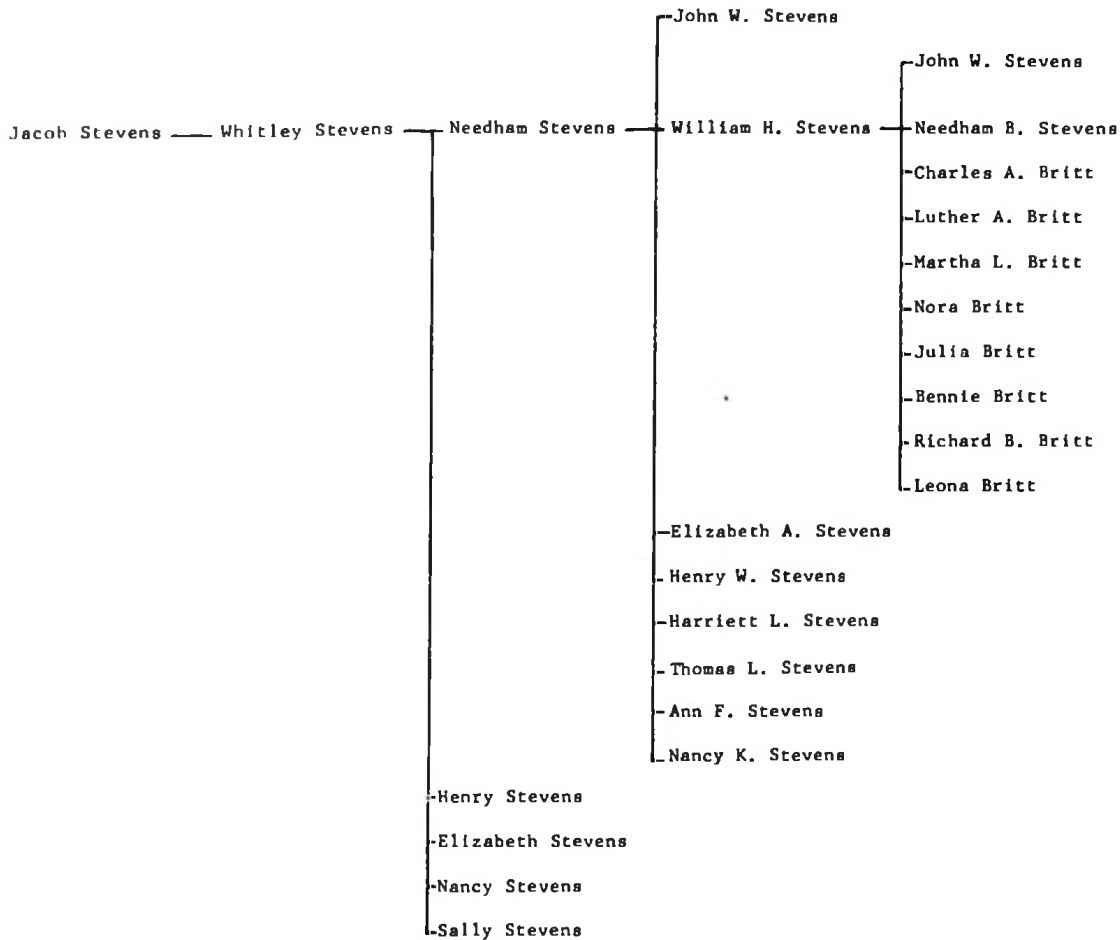 John W. Stevens
John W. Stevens
Jacob Stevens Whitley Stevens Needham Stevens William H. Stevens Needham B. Stevens
Charles A. Britt
Luther A. Britt
Martha L. Britt
Nora Britt
Julia Britt
Bennie Britt
Richard B. Britt
Leona Britt
Elizabeth A. Stevens
Henry W. Stevens
Harriett L. Stevens
Thomas L. Stevens
Ann F. Stevens
Nancy K. Stevens
Henry Stevens
Elizabeth Stevens
Nancy Stevens
Sally Stevens